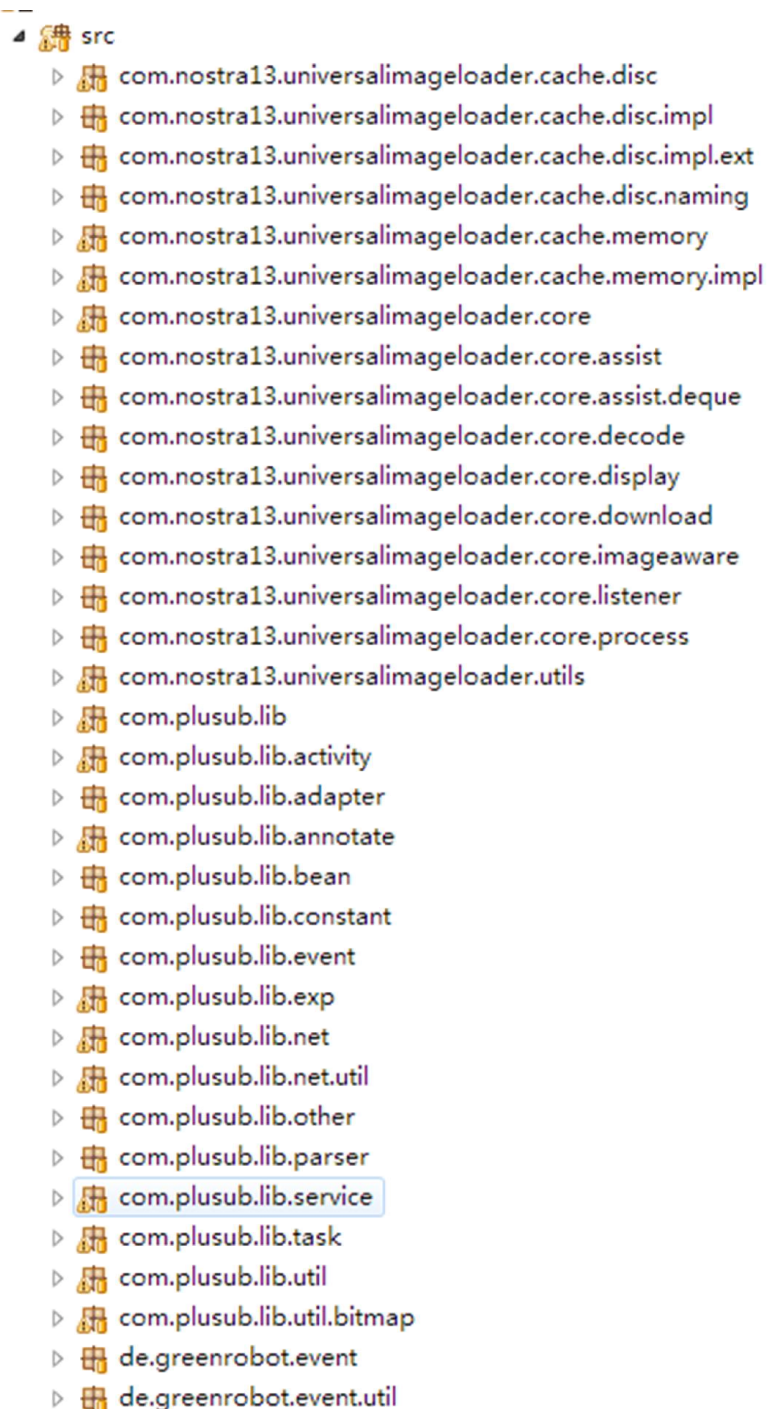 src
com.nostra13.universalimageloader.cache.disc
com.nostra13.universalimageloader.cache.disc.impl
com.nostra13.universalimageloader.cache.disc.impl.ext
com.nostra13.universalimageloader.cache.disc.naming
com.nostra13.universalimageloader.cache.memory
com.nostra13.universalimageloader.cache.memory.impl
com.nostra13.universalimageloader.core
com.nostra13.universalimageloader.core.assist
com.nostra13.universalimageloader.core.assist.deque
com.nostra13.universalimageloader.core.decode
com.nostra13.universalimageloader.core.display
com.nostra13.universalimageloader.core.download
com.nostra13.universalimageloader.core.imageaware
com.nostra13.universalimageloader.core.listener
com.nostra13.universalimageloader.core.process
com.nostra13.universalimageloader.utils
com.plusub.lib
com.plusub.lib.activity
com.plusub.lib.adapter
com.plusub.lib.annotate
com.plusub.lib.bean
com.plusub.lib.constant
com.plusub.lib.event
com.plusub.lib.exp
com.plusub.lib.net
com.plusub.lib.net.util
com.plusub.lib.other
com.plusub.lib.parser
com.plusub.lib.service
com.plusub.lib.task
com.plusub.lib.util
com.plusub.lib.util.bitmap
de.greenrobot.event
de.greenrobot.event.util